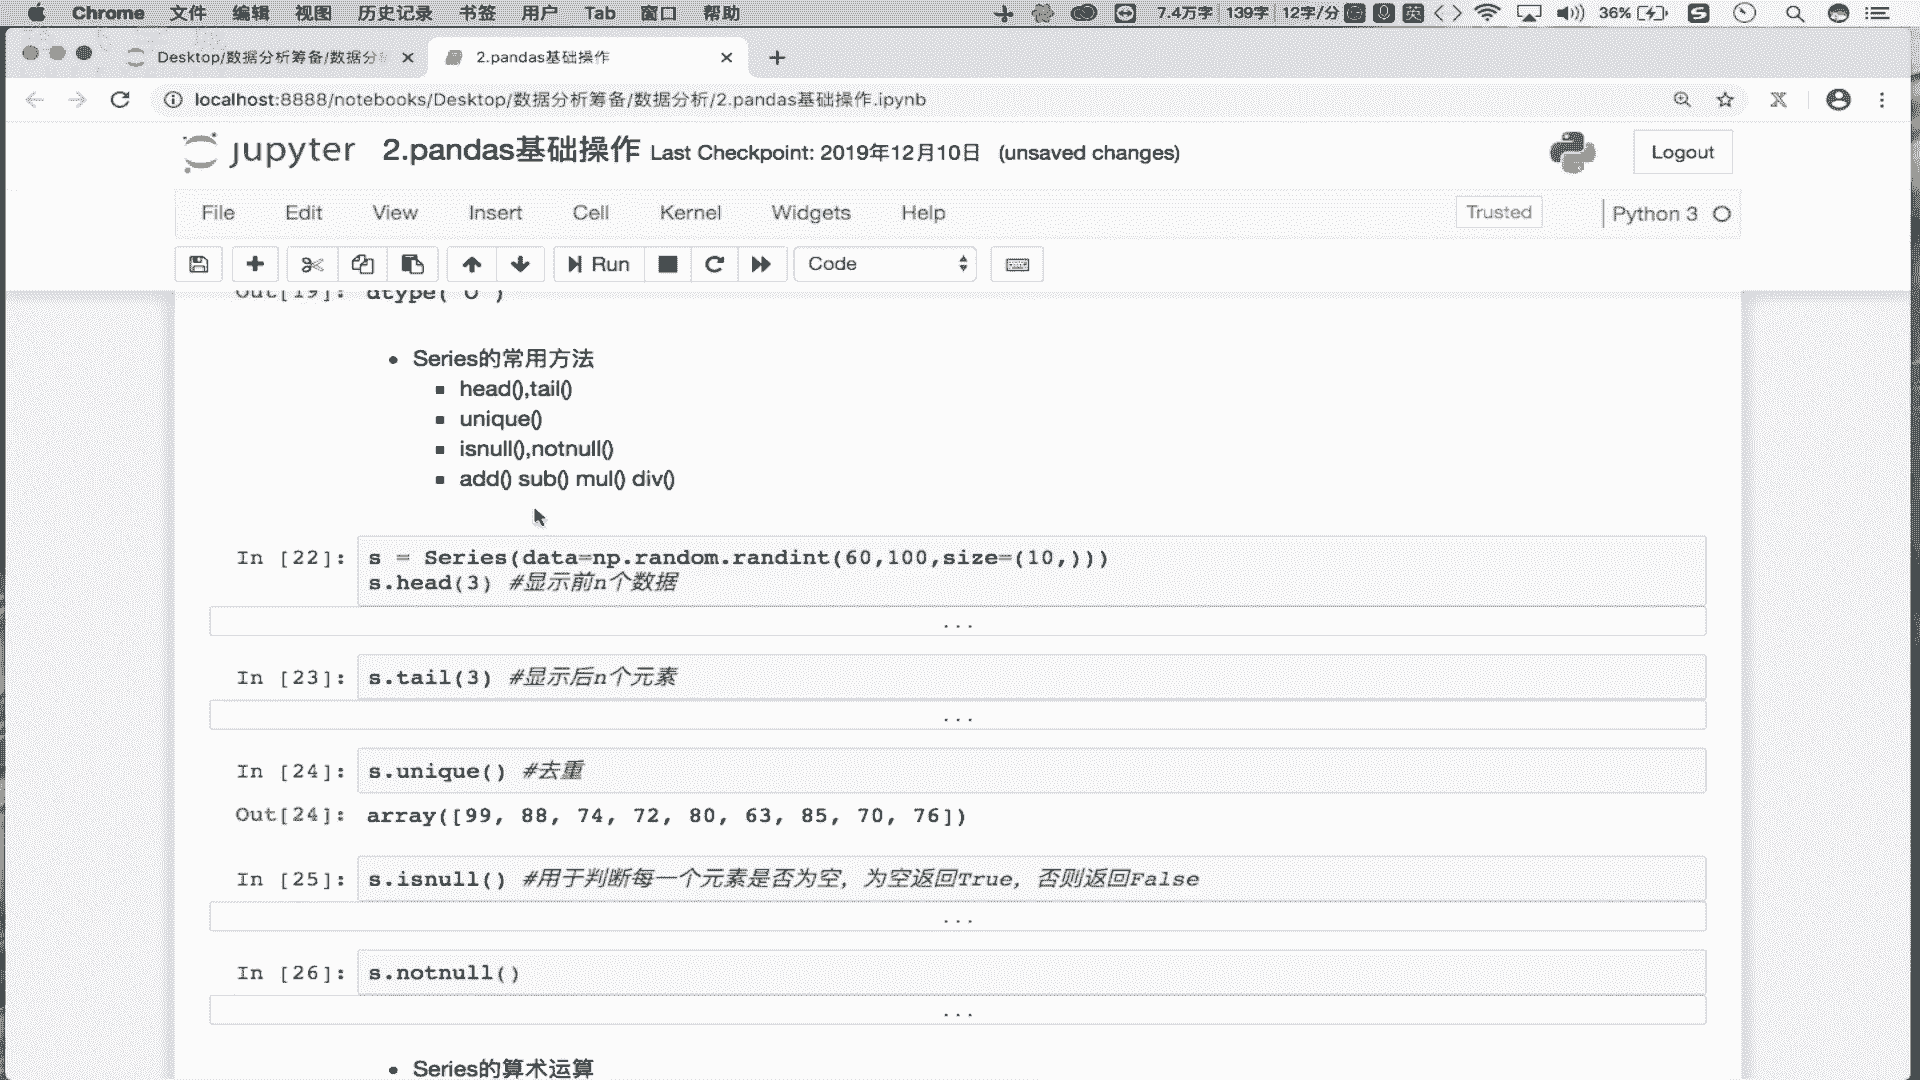 Chrome 文件 编辑 视图 历史记录 书签 用户 Tab 窗口 帮助 7.4万字 139字 12字/分 英 36%
Desktop/数据分析筹备/数据分 2.pandas基础操作
localhost:8888/notebooks/Desktop/数据分析筹备/数据分析/2.pandas基础操作.ipynb
jupyter 2.pandas基础操作 Last Checkpoint: 2019年12月10日 (unsaved changes) Logout
File Edit View Insert Cell Kernel Widgets Help Trusted Python 3
Run Code
Out[19]: dtype('O')
• Series的常用方法
▪ head(),tail()
▪ unique()
▪ isnull(),notnull()
▪ add() sub() mul() div()
In [22]: s = Series(data=np.random.randint(60,100,size=(10,)))
s.head(3) #显示前n个数据
...
In [23]: s.tail(3) #显示后n个元素
...
In [24]: s.unique() #去重
Out[24]: array([99, 88, 74, 72, 80, 63, 85, 70, 76])
In [25]: s.isnull() #用于判断每一个元素是否为空，为空返回True，否则返回False
...
In [26]: s.notnull()
...
• Series的算术运算